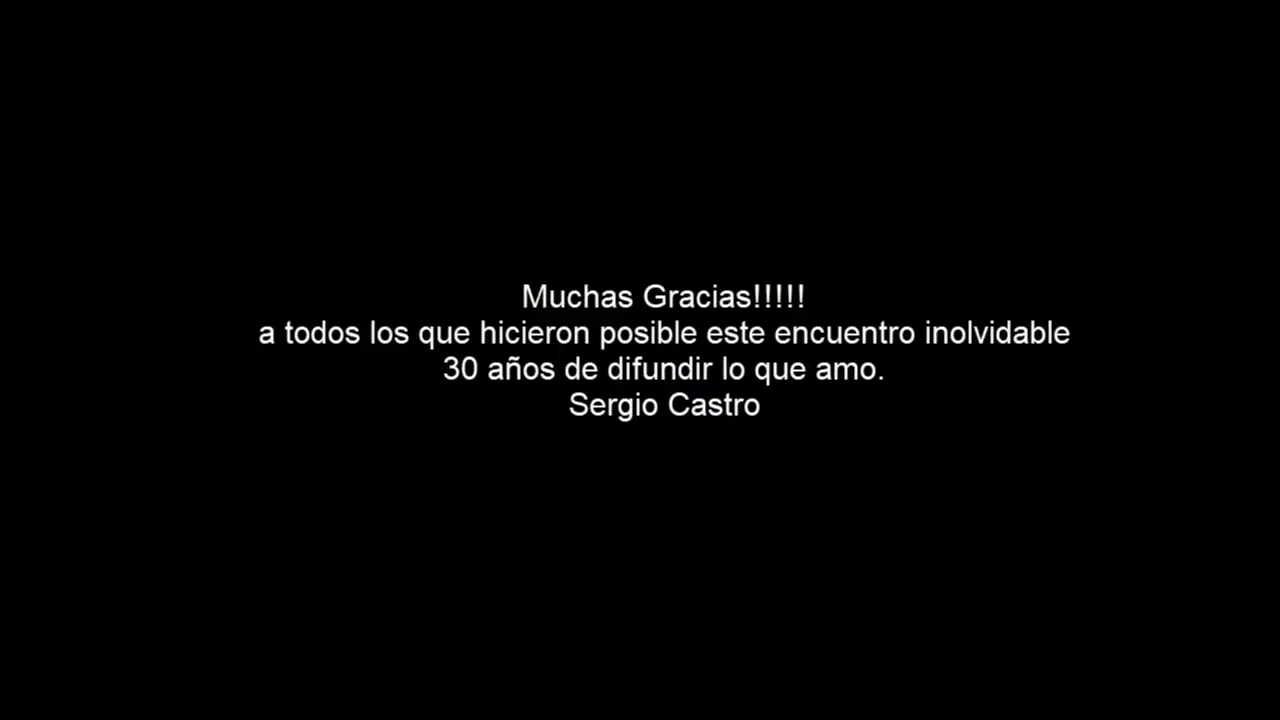 Muchas Gracias!!!!!
a todos los que hicieron posible este encuentro inolvidable
30 años de difundir lo que amo.
Sergio Castro